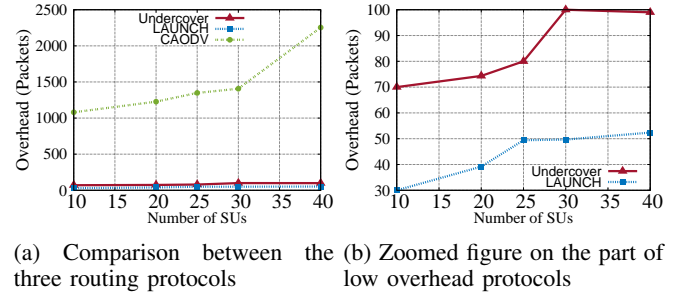 Overhead (Packets)
2500
2000
1500
1000
500
0
10
15
20
25
30
35
40
Number of SUs
Undercover
LAUNCH
CAODV
Overhead (Packets)
100
90
80
70
60
50
40
30
10
15
20
25
30
35
40
Number of SUs
Undercover
LAUNCH
(a) Comparison between the
three routing protocols
(b) Zoomed figure on the part of
low overhead protocols